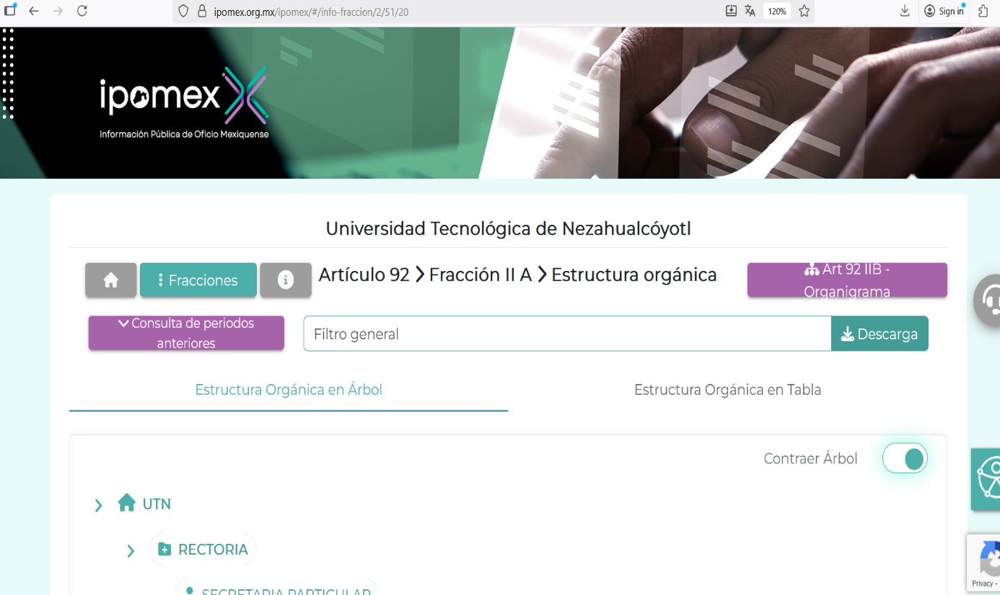 ipomex.org.mx/ipomex/#/info-fraccion/2/51/20
120%
Sign in
ipomex
Información Pública de Oficio Mexiquense
Universidad Tecnológica de Nezahualcóyotl
Fracciones
Artículo 92 > Fracción II A > Estructura orgánica
Art 92 IIB -
Organigrama
Consulta de periodos
anteriores
Filtro general
Descarga
Estructura Orgánica en Árbol
Estructura Orgánica en Tabla
Contraer Árbol
UTN
RECTORIA
SECRETARIA PARTICULAR
Privacy -